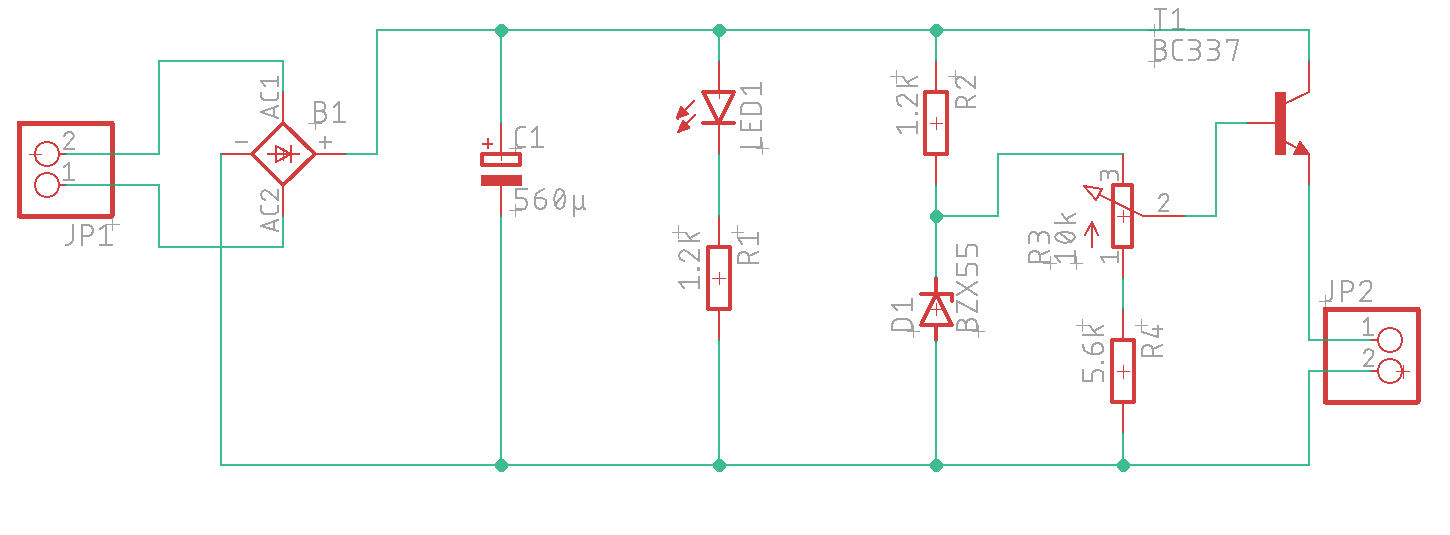 T1
BC337
AC1
B1
- +
2
1
JP1
AC2
+
C1
560µ
LED1
1.2k
R1
1.2k
R2
D1
BZX55
3
2
R3
10k
1
5.6k
R4
JP2
1
2